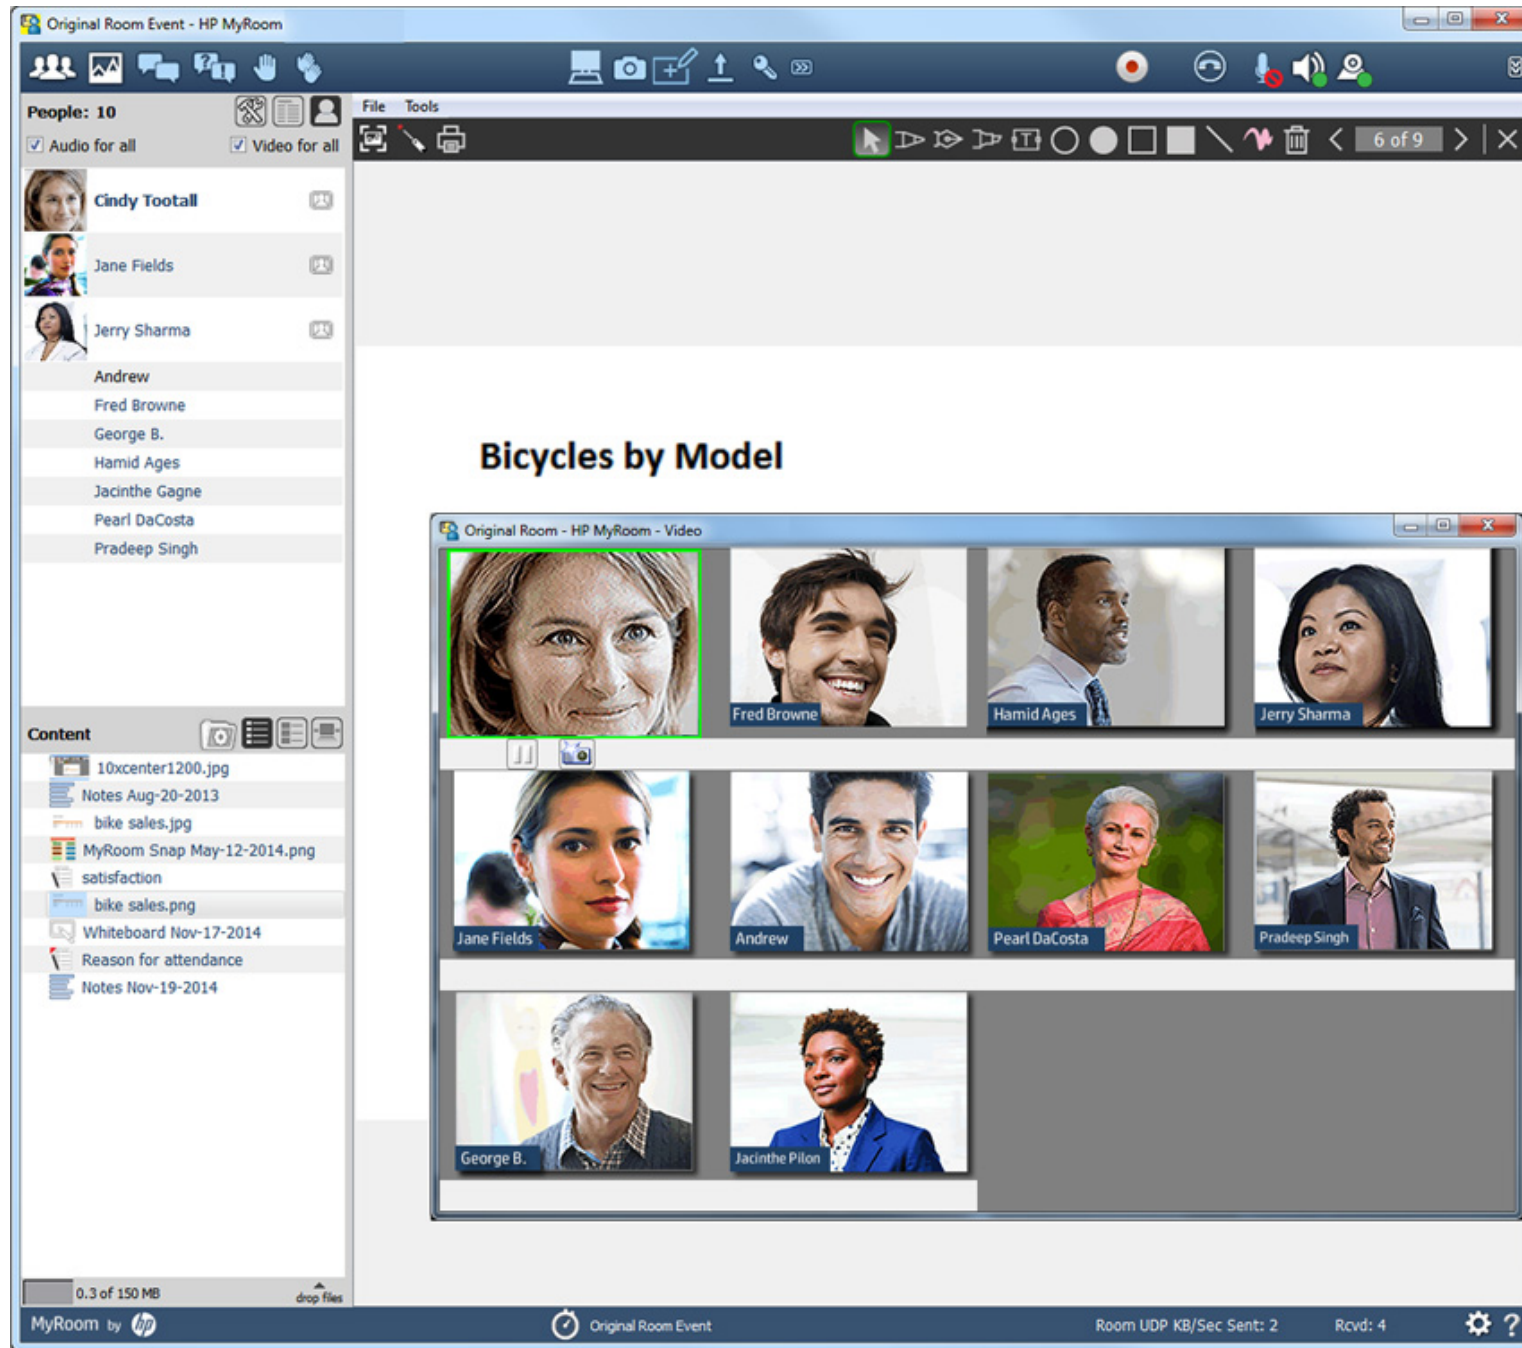 Original Room Event - HP MyRoom
People: 10
Audio for all
Video for all
Cindy Tootall
Jane Fields
Jerry Sharma
Andrew
Fred Browne
George B.
Hamid Ages
Jacinthe Gagne
Pearl DaCosta
Pradeep Singh
Content
10xcenter1200.jpg
Notes Aug-20-2013
bike sales.jpg
MyRoom Snap May-12-2014.png
satisfaction
bike sales.png
Whiteboard Nov-17-2014
Reason for attendance
Notes Nov-19-2014
0.3 of 150 MB
drop files
File Tools
T
6 of 9
Bicycles by Model
Original Room - HP MyRoom - Video
Fred Browne
Hamid Ages
Jerry Sharma
Jane Fields
Andrew
Pearl DaCosta
Pradeep Singh
George B.
Jacinthe Pilon
MyRoom by hp
Original Room Event
Room UDP KB/Sec Sent: 2
Rcvd: 4
?